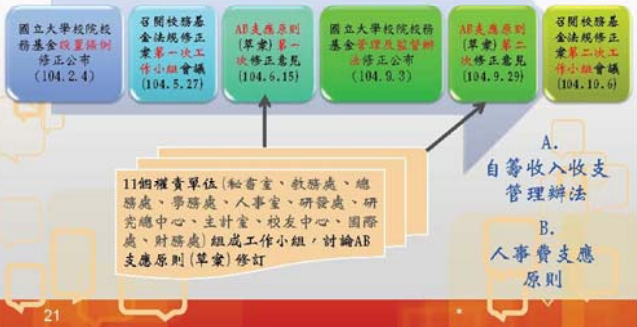 國立大學校院校
務基金設置條例
修正公布
(104.2.4)
召開校務基
金法規修正
案第一次工
作小組會議
(104.5.27)
AB支應原則
(草案)第一
次修正意見
(104.6.15)
國立大學校院校務
基金管理及監督辦
法修正公布
(104.9.3)
AB支應原則
(草案)第二
次修正意見
(104.9.29)
召開校務基
金法規修正
案第二次工
作小組會議
(104.10.6)
11個權責單位(秘書室、教務處、總
務處、學務處、人事室、研發處、研
究總中心、主計室、校友中心、國際
處、財務處)組成工作小組，討論AB
支應原則(草案)修訂
A.
自籌收入收支
管理辦法
B.
人事費支應
原則
21